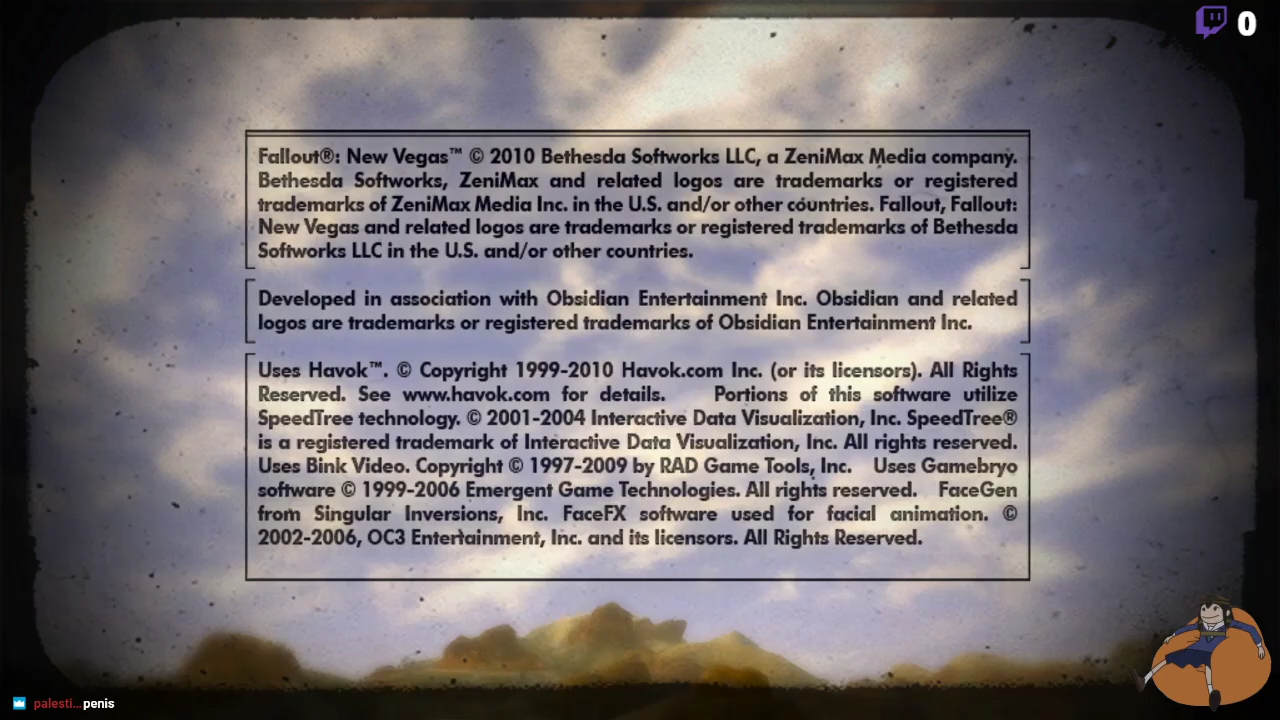 0
Fallout®: New Vegas™ © 2010 Bethesda Softworks LLC, a ZeniMax Media company.
Bethesda Softworks, ZeniMax and related logos are trademarks or registered
trademarks of ZeniMax Media Inc. in the U.S. and/or other countries. Fallout, Fallout:
New Vegas and related logos are trademarks or registered trademarks of Bethesda
Softworks LLC in the U.S. and/or other countries.
Developed in association with Obsidian Entertainment Inc. Obsidian and related
logos are trademarks or registered trademarks of Obsidian Entertainment Inc.
Uses Havok™. © Copyright 1999-2010 Havok.com Inc. (or its licensors). All Rights
Reserved. See www.havok.com for details. Portions of this software utilize
SpeedTree technology. © 2001-2004 Interactive Data Visualization, Inc. SpeedTree®
is a registered trademark of Interactive Data Visualization, Inc. All rights reserved.
Uses Bink Video. Copyright © 1997-2009 by RAD Game Tools, Inc. Uses Gamebryo
software © 1999-2006 Emergent Game Technologies. All rights reserved. FaceGen
from Singular Inversions, Inc. FaceFX software used for facial animation. ©
2002-2006, OC3 Entertainment, Inc. and its licensors. All Rights Reserved.
palesti... penis